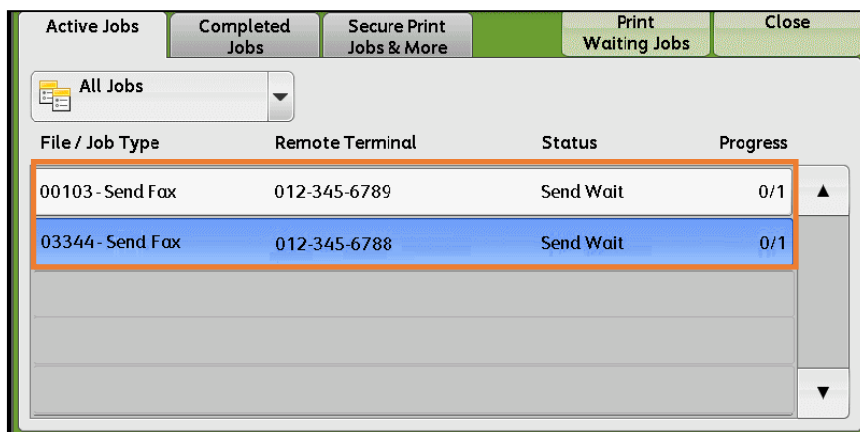 Active Jobs
Completed
Jobs
Secure Print
Jobs & More
Print
Waiting Jobs
Close
All Jobs
File / Job Type Remote Terminal Status Progress
00103 - Send Fax 012-345-6789 Send Wait 0/1
03344 - Send Fax 012-345-6788 Send Wait 0/1